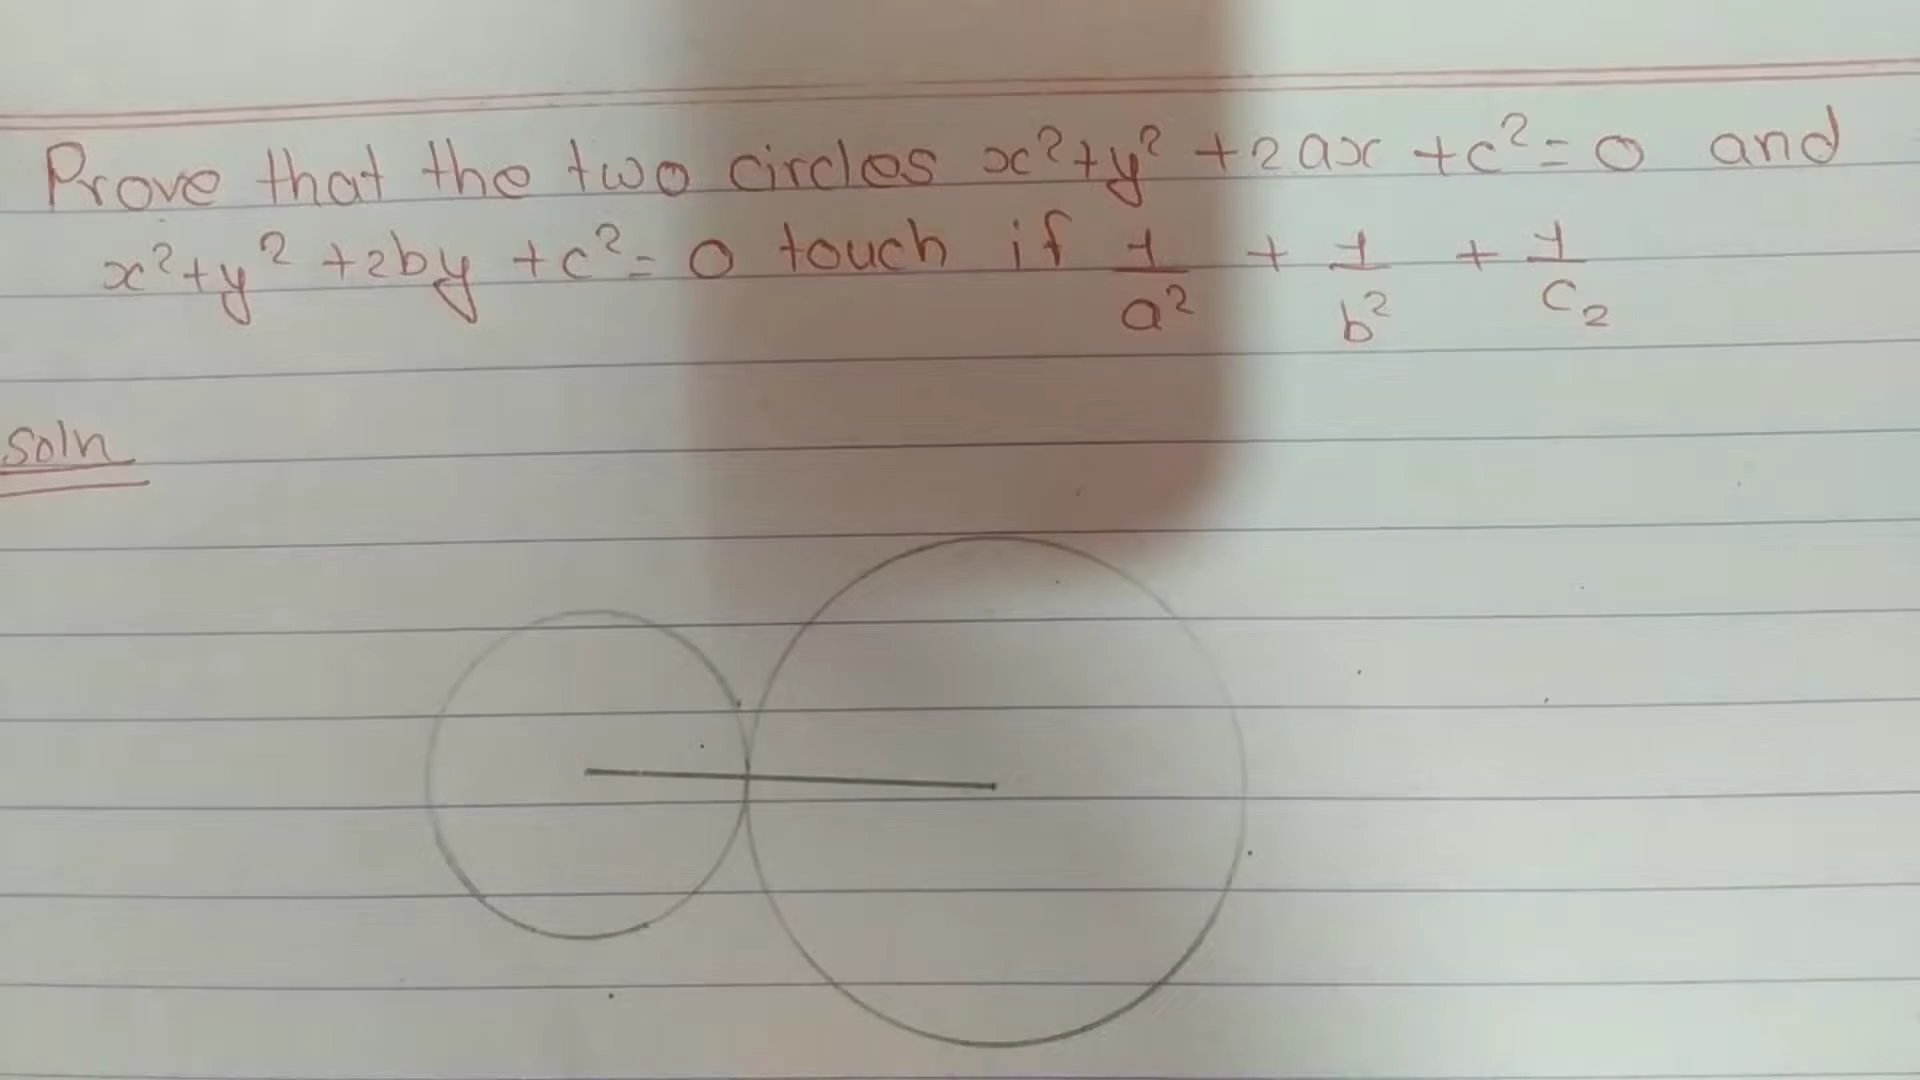 Prove that the two circles x²+y² +2ax +c²=0 and
x²+y² +2by +c²=0 touch if 1/a² + 1/b² + 1/c₂
soln